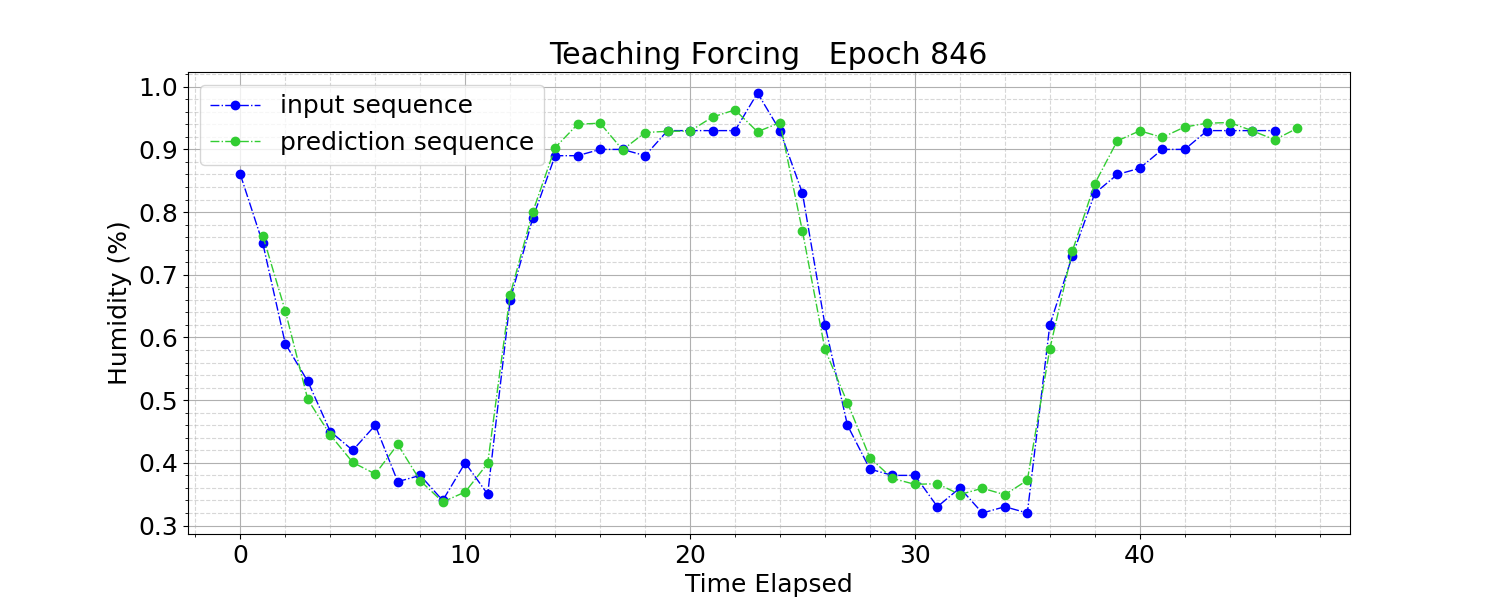 Teaching Forcing   Epoch 846
input sequence
prediction sequence
Humidity (%)
1.0
0.9
0.8
0.7
0.6
0.5
0.4
0.3
0 10 20 30 40
Time Elapsed